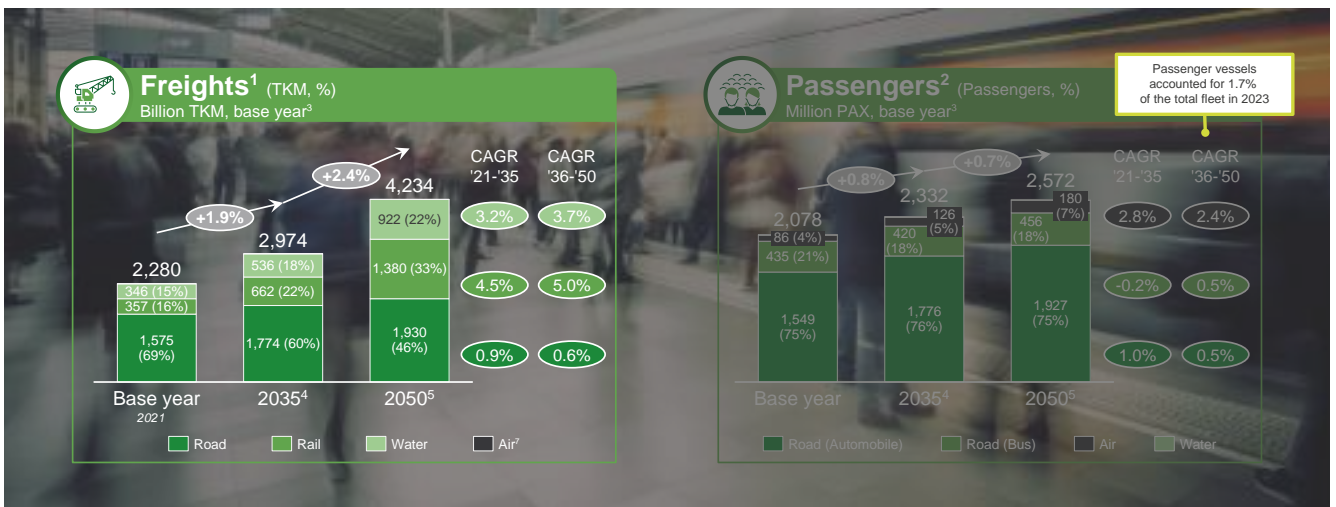 Freights¹ (TKM, %)
Billion TKM, base year³
+1.9%
+2.4%
CAGR
'21-'35
CAGR
'36-'50
2,280
346 (15%)
357 (16%)
1,575
(69%)
2,974
536 (18%)
662 (22%)
1,774 (60%)
4,234
922 (22%)
1,380 (33%)
1,930
(46%)
3.2%
3.7%
4.5%
5.0%
0.9%
0.6%
Base year
2021
2035⁴
2050⁵
Road
Rail
Water
Air⁷
Passengers² (Passengers, %)
Million PAX, base year³
Passenger vessels
accounted for 1.7%
of the total fleet in 2023
+0.8%
+0.7%
CAGR
'21-'35
CAGR
'36-'50
2,078
86 (4%)
435 (21%)
1,549
(75%)
2,332
126
(5%)
420
(18%)
1,776
(76%)
2,572
180
(7%)
456
(18%)
1,927
(75%)
2.8%
2.4%
-0.2%
0.5%
1.0%
0.5%
Base year
2035⁴
2050⁵
Road (Automobile)
Road (Bus)
Air
Water